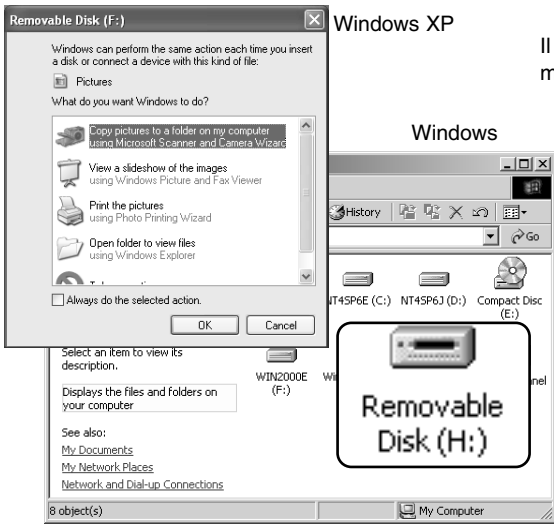 Removable Disk (F:)
Windows XP
Il
m
Windows can perform the same action each time you insert
a disk or connect a device with this kind of file:
Pictures
What do you want Windows to do?
Copy pictures to a folder on my computer
using Microsoft Scanner and Camera Wizard
View a slideshow of the images
using Windows Picture and Fax Viewer
Print the pictures
using Photo Printing Wizard
Open folder to view files
using Windows Explorer
Always do the selected action.
OK Cancel
Windows
History
Go
NT4SP6E (C:) NT4SP6J (D:) Compact Disc
(E:)
Select an item to view its
description.
Displays the files and folders on
your computer
See also:
My Documents
My Network Places
Network and Dial-up Connections
WIN2000E
(F:)
Removable
Disk (H:)
8 object(s) My Computer